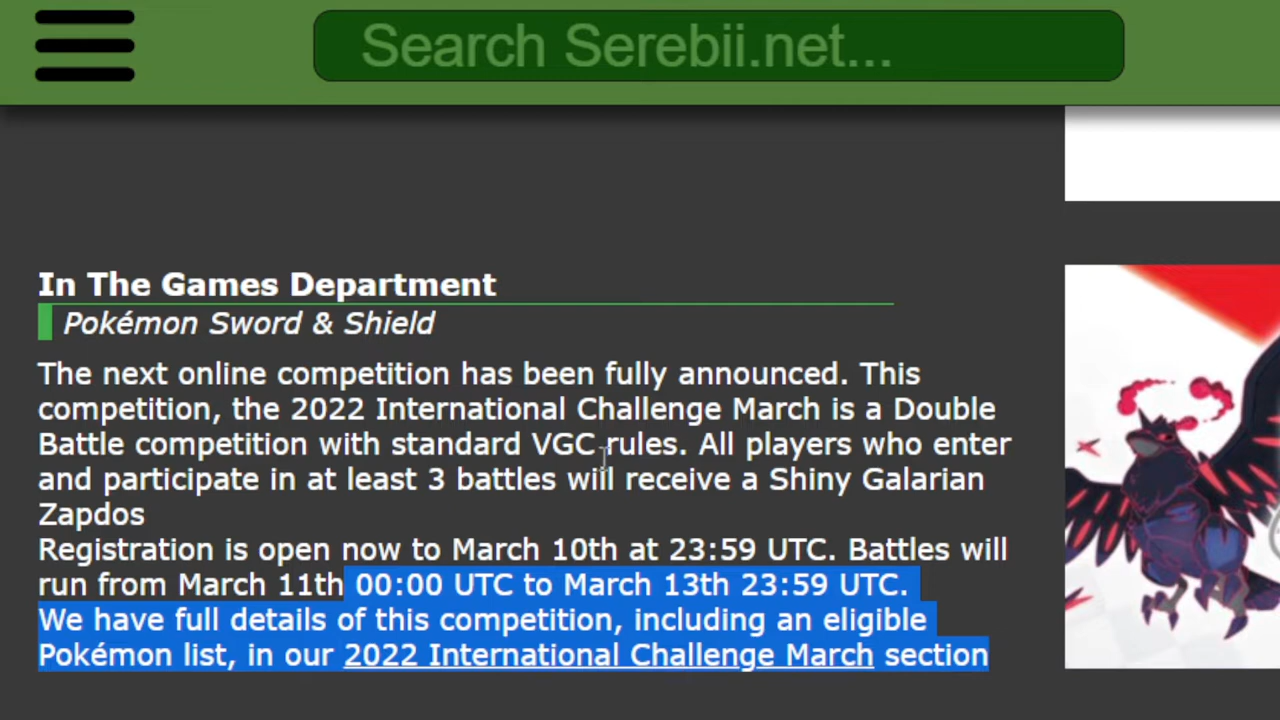 Search Serebii.net...
In The Games Department
Pokémon Sword & Shield
The next online competition has been fully announced. This
competition, the 2022 International Challenge March is a Double
Battle competition with standard VGC rules. All players who enter
and participate in at least 3 battles will receive a Shiny Galarian
Zapdos
Registration is open now to March 10th at 23:59 UTC. Battles will
run from March 11th 00:00 UTC to March 13th 23:59 UTC.
We have full details of this competition, including an eligible
Pokémon list, in our 2022 International Challenge March section